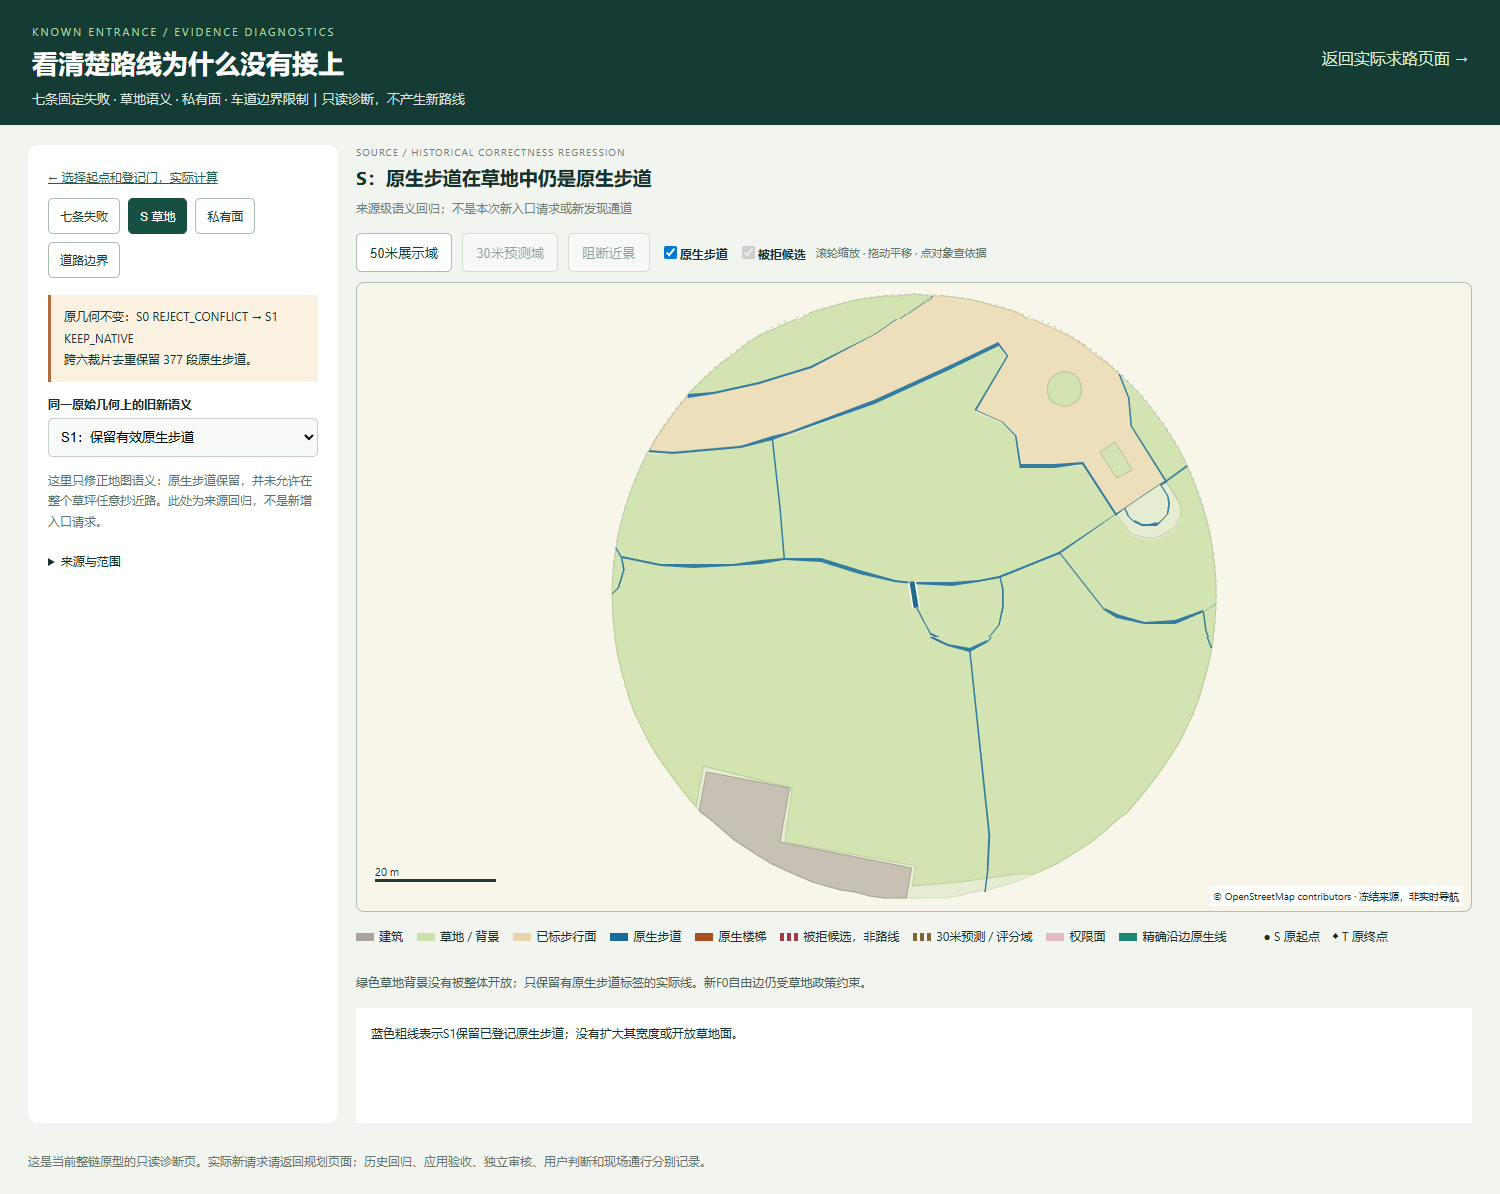 KNOWN ENTRANCE / EVIDENCE DIAGNOSTICS
看清楚路线为什么没有接上
七条固定失败 · 草地语义 · 私有面 · 车道边界限制 | 只读诊断，不产生新路线
返回实际求路页面 →
← 选择起点和登记门，实际计算
七条失败
S 草地
私有面
道路边界
原几何不变：S0 REJECT_CONFLICT → S1
KEEP_NATIVE
跨六裁片去重保留 377 段原生步道。
同一原始几何上的旧新语义
S1：保留有效原生步道
这里只修正地图语义：原生步道保留，并未允许在
整个草坪任意抄近路。此处为来源回归，不是新增
入口请求。
▶ 来源与范围
SOURCE / HISTORICAL CORRECTNESS REGRESSION
S：原生步道在草地中仍是原生步道
来源级语义回归；不是本次新入口请求或新发现通道
50米展示域
30米预测域
阻断近景
原生步道
被拒候选
滚轮缩放 · 拖动平移 · 点对象查依据
20 m
© OpenStreetMap contributors · 冻结来源，非实时导航
建筑
草地 / 背景
已标步行面
原生步道
原生楼梯
被拒候选，非路线
30米预测 / 评分域
权限面
精确沿边原生线
● S 原起点
◆ T 原终点
绿色草地背景没有被整体开放；只保留有原生步道标签的实际线。新F0自由边仍受草地政策约束。
蓝色粗线表示S1保留已登记原生步道；没有扩大其宽度或开放草地面。
这是当前整链原型的只读诊断页。实际新请求请返回规划页面；历史回归、应用验收、独立审核、用户判断和现场通行分别记录。